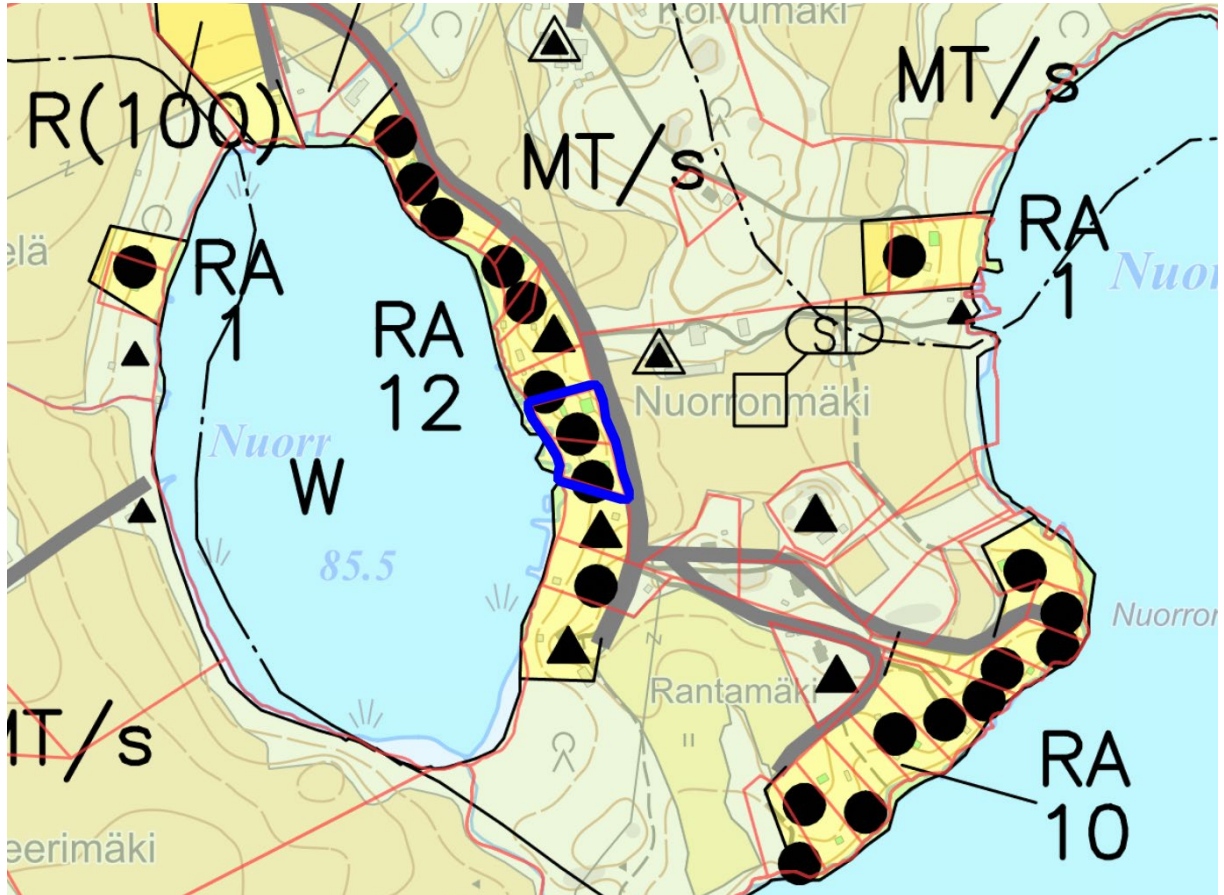 Koivumäki
MT/s
R(100)
MT/s
z
elä
RA
1
RA
1
Nuor
RA
12
S
Nuorronmäki
Nuorr
W
85.5
Nuorron
z
Rantamäki
MT/s
RA
10
eerimäki